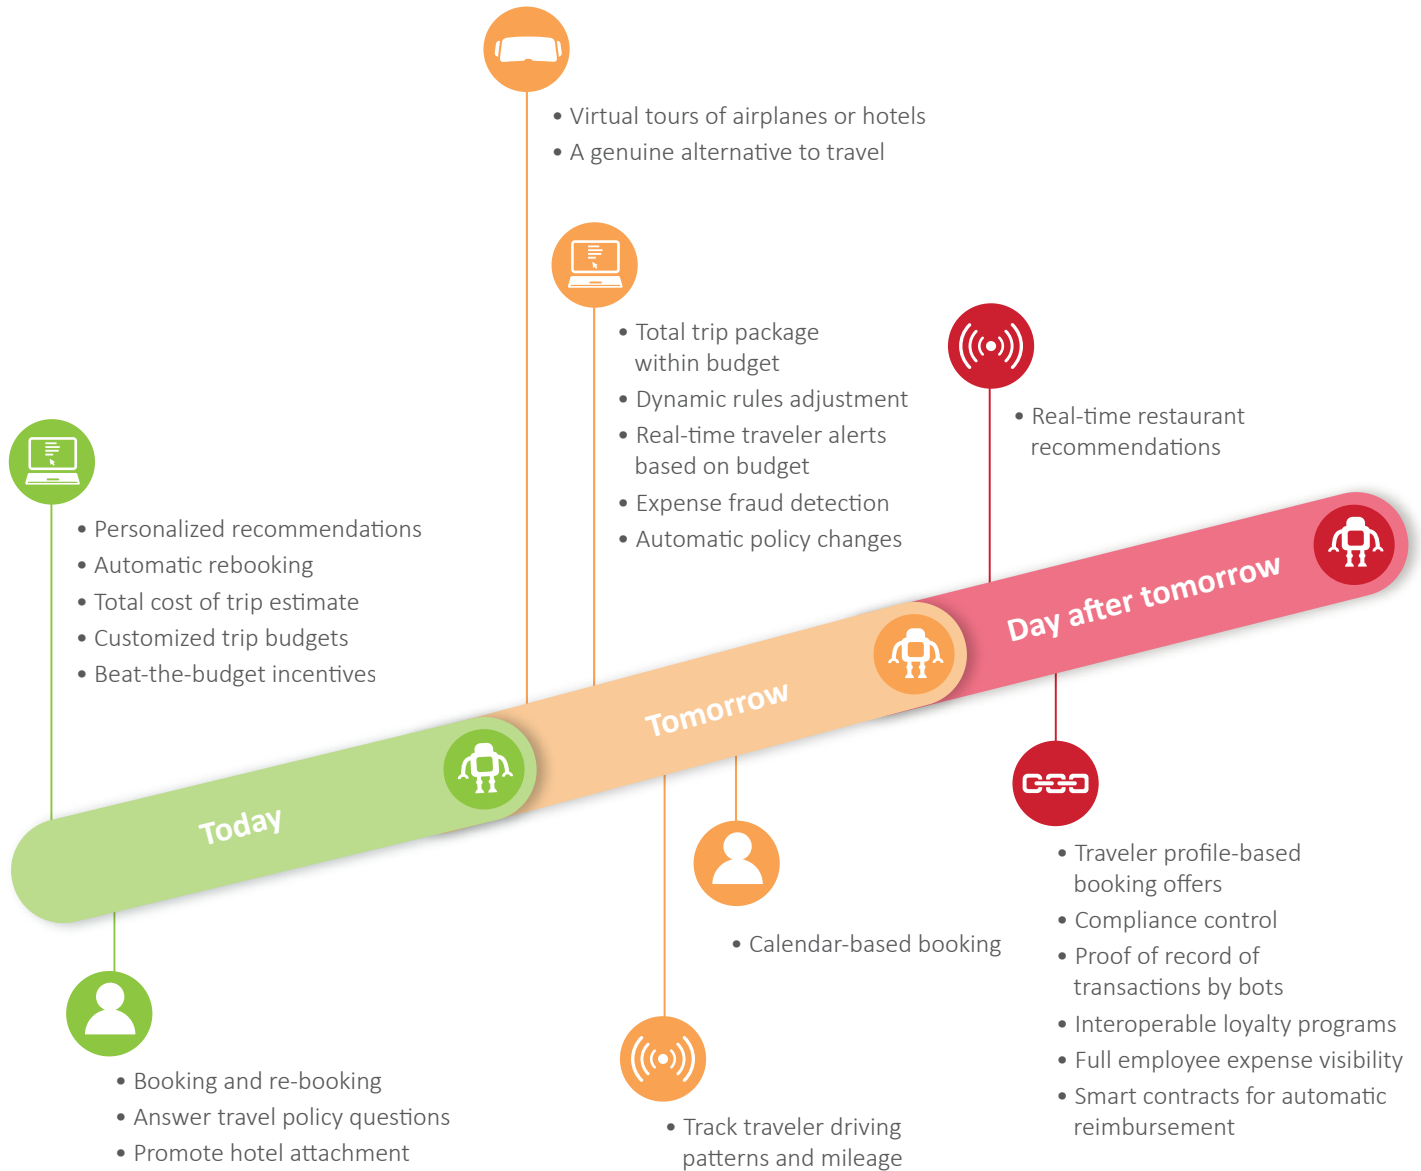 • Virtual tours of airplanes or hotels
• A genuine alternative to travel
• Total trip package
within budget
• Dynamic rules adjustment
• Real-time traveler alerts
based on budget
• Expense fraud detection
• Automatic policy changes
• Real-time restaurant
recommendations
• Personalized recommendations
• Automatic rebooking
• Total cost of trip estimate
• Customized trip budgets
• Beat-the-budget incentives
Today
Tomorrow
Day after tomorrow
• Booking and re-booking
• Answer travel policy questions
• Promote hotel attachment
• Calendar-based booking
• Track traveler driving
patterns and mileage
• Traveler profile-based
booking offers
• Compliance control
• Proof of record of
transactions by bots
• Interoperable loyalty programs
• Full employee expense visibility
• Smart contracts for automatic
reimbursement